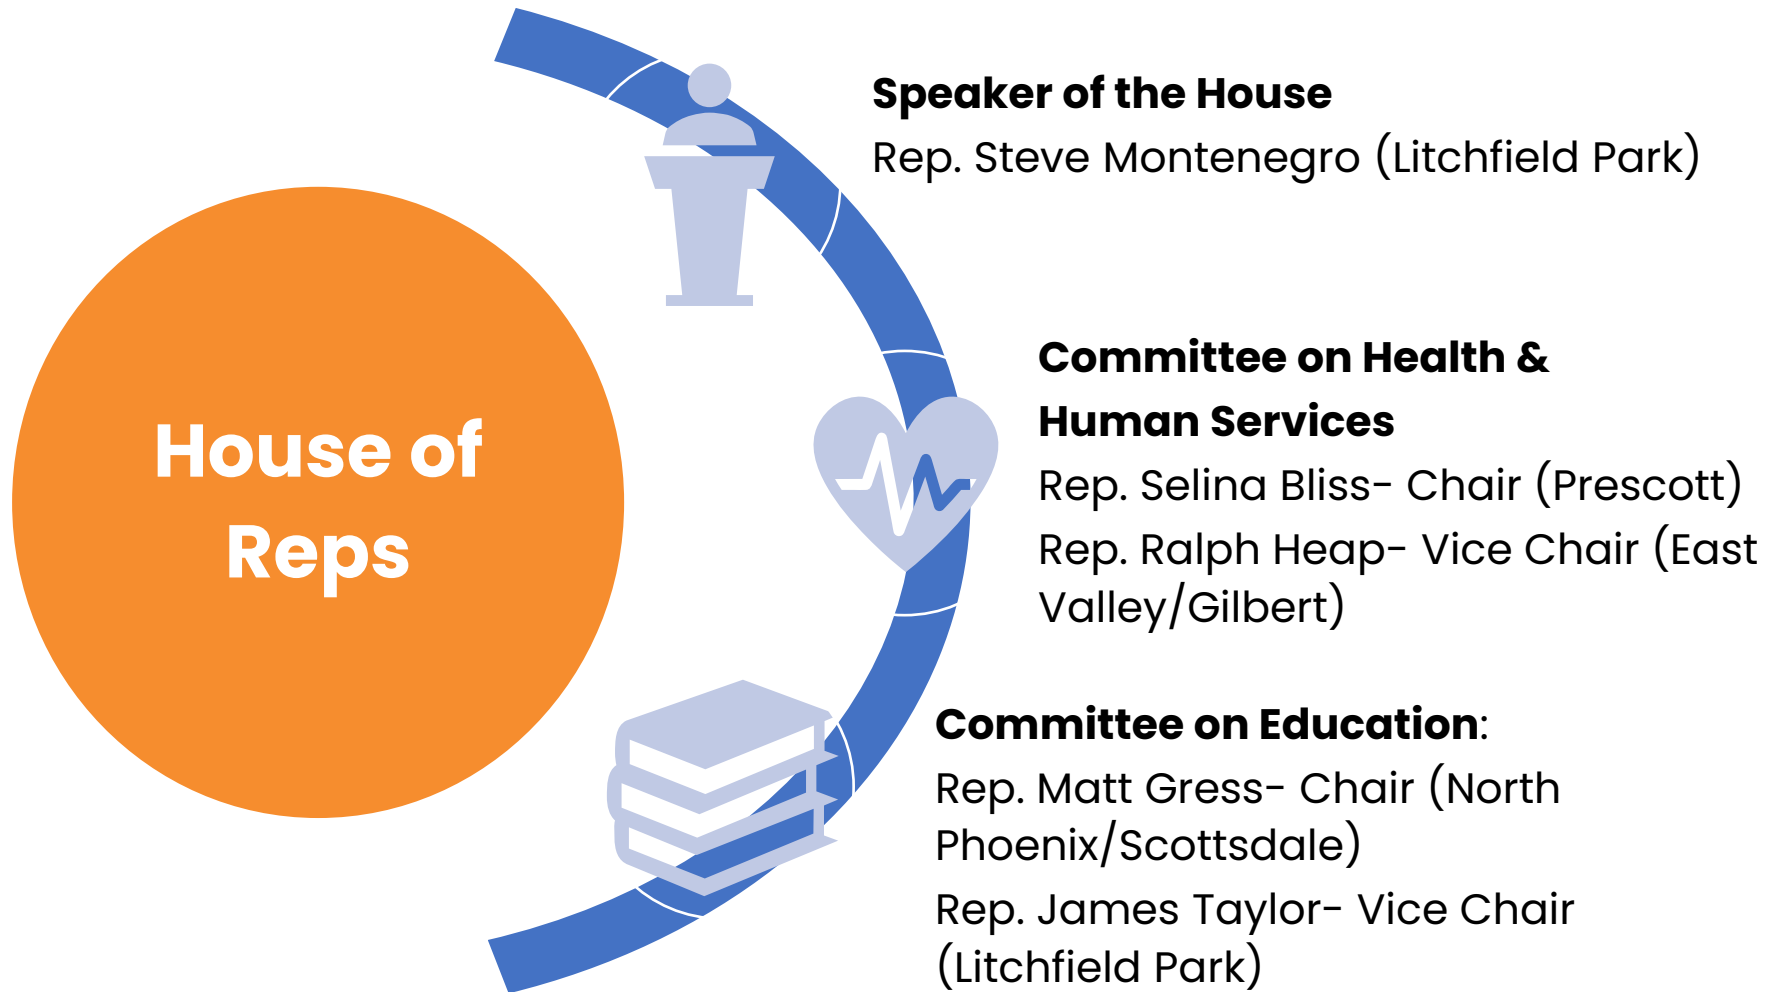 House of
Reps
Speaker of the House
Rep. Steve Montenegro (Litchfield Park)
Committee on Health &
Human Services
Rep. Selina Bliss- Chair (Prescott)
Rep. Ralph Heap- Vice Chair (East
Valley/Gilbert)
Committee on Education:
Rep. Matt Gress- Chair (North
Phoenix/Scottsdale)
Rep. James Taylor- Vice Chair
(Litchfield Park)